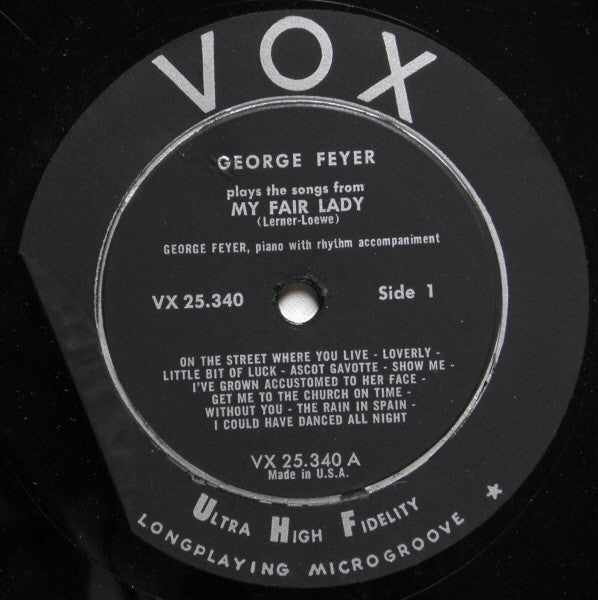 VOX
GEORGE FEYER
plays the songs from
MY FAIR LADY
(Lerner-Loewe)
GEORGE FEYER, piano with rhythm accompaniment
VX 25.340 Side 1
ON THE STREET WHERE YOU LIVE - LOVERLY -
LITTLE BIT OF LUCK - ASCOT GAVOTTE - SHOW ME -
I'VE GROWN ACCUSTOMED TO HER FACE -
GET ME TO THE CHURCH ON TIME -
WITHOUT YOU - THE RAIN IN SPAIN -
I COULD HAVE DANCED ALL NIGHT
VX 25.340 A
Made in U.S.A.
ULTRA HIGH FIDELITY
LONGPLAYING MICROGROOVE